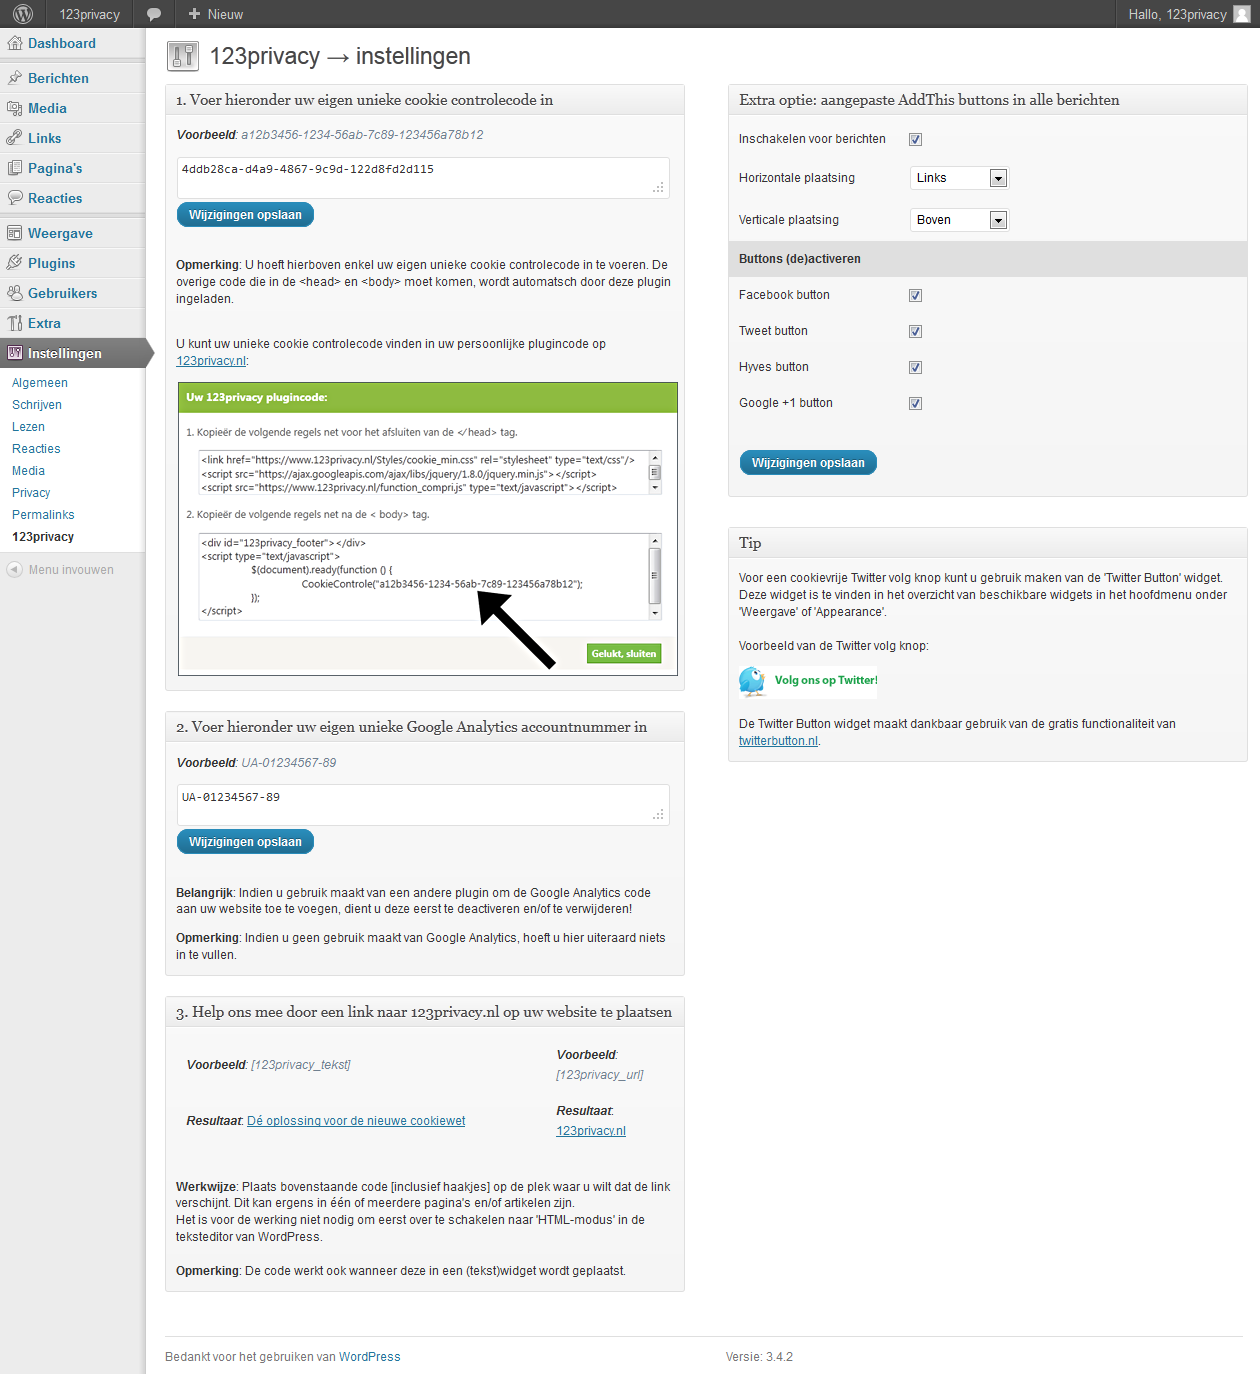 123privacy
Nieuw
Hallo, 123privacy
Dashboard
Berichten
Media
Links
Pagina's
Reacties
Weergave
Plugins
Gebruikers
Extra
Instellingen
Algemeen
Schrijven
Lezen
Reacties
Media
Privacy
Permalinks
123privacy
Menu invouwen
123privacy → instellingen
1. Voer hieronder uw eigen unieke cookie controlecode in
Voorbeeld: a12b3456-1234-56ab-7c89-123456a78b12
4ddb28ca-d4a9-4867-9c9d-122d8fd2d115
Wijzigingen opslaan
Opmerking: U hoeft hierboven enkel uw eigen unieke cookie controlecode in te voeren. De
overige code die in de <head> en <body> moet komen, wordt automatsch door deze plugin
ingeladen.
U kunt uw unieke cookie controlecode vinden in uw persoonlijke plugincode op
123privacy.nl:
Uw 123privacy plugincode:
1. Kopieër de volgende regels net voor het afsluiten van de </head> tag.
<link href="https://www.123privacy.nl/Styles/cookie_min.css" rel="stylesheet" type="text/css"/>
<script src="https://ajax.googleapis.com/ajax/libs/jquery/1.8.0/jquery.min.js"></script>
<script src="https://www.123privacy.nl/function_compri.js" type="text/javascript"></script>
2. Kopieër de volgende regels net na de < body> tag.
<div id="123privacy_footer"></div>
<script type="text/javascript">
$(document).ready(function () {
CookieControle("a12b3456-1234-56ab-7c89-123456a78b12");
});
</script>
Gelukt, sluiten
2. Voer hieronder uw eigen unieke Google Analytics accountnummer in
Voorbeeld: UA-01234567-89
UA-01234567-89
Wijzigingen opslaan
Belangrijk: Indien u gebruik maakt van een andere plugin om de Google Analytics code
aan uw website toe te voegen, dient u deze eerst te deactiveren en/of te verwijderen!
Opmerking: Indien u geen gebruik maakt van Google Analytics, hoeft u hier uiteraard niets
in te vullen.
3. Help ons mee door een link naar 123privacy.nl op uw website te plaatsen
Voorbeeld: [123privacy_tekst]
Voorbeeld:
[123privacy_url]
Resultaat: Dé oplossing voor de nieuwe cookiewet
Resultaat:
123privacy.nl
Werkwijze: Plaats bovenstaande code [inclusief haakjes] op de plek waar u wilt dat de link
verschijnt. Dit kan ergens in één of meerdere pagina's en/of artikelen zijn.
Het is voor de werking niet nodig om eerst over te schakelen naar 'HTML-modus' in de
teksteditor van WordPress.
Opmerking: De code werkt ook wanneer deze in een (tekst)widget wordt geplaatst.
Extra optie: aangepaste AddThis buttons in alle berichten
Inschakelen voor berichten
Horizontale plaatsing
Links
Verticale plaatsing
Boven
Buttons (de)activeren
Facebook button
Tweet button
Hyves button
Google +1 button
Wijzigingen opslaan
Tip
Voor een cookievrije Twitter volg knop kunt u gebruik maken van de 'Twitter Button' widget.
Deze widget is te vinden in het overzicht van beschikbare widgets in het hoofdmenu onder
'Weergave' of 'Appearance'.
Voorbeeld van de Twitter volg knop:
Volg ons op Twitter!
De Twitter Button widget maakt dankbaar gebruik van de gratis functionaliteit van
twitterbutton.nl.
Bedankt voor het gebruiken van WordPress
Versie: 3.4.2